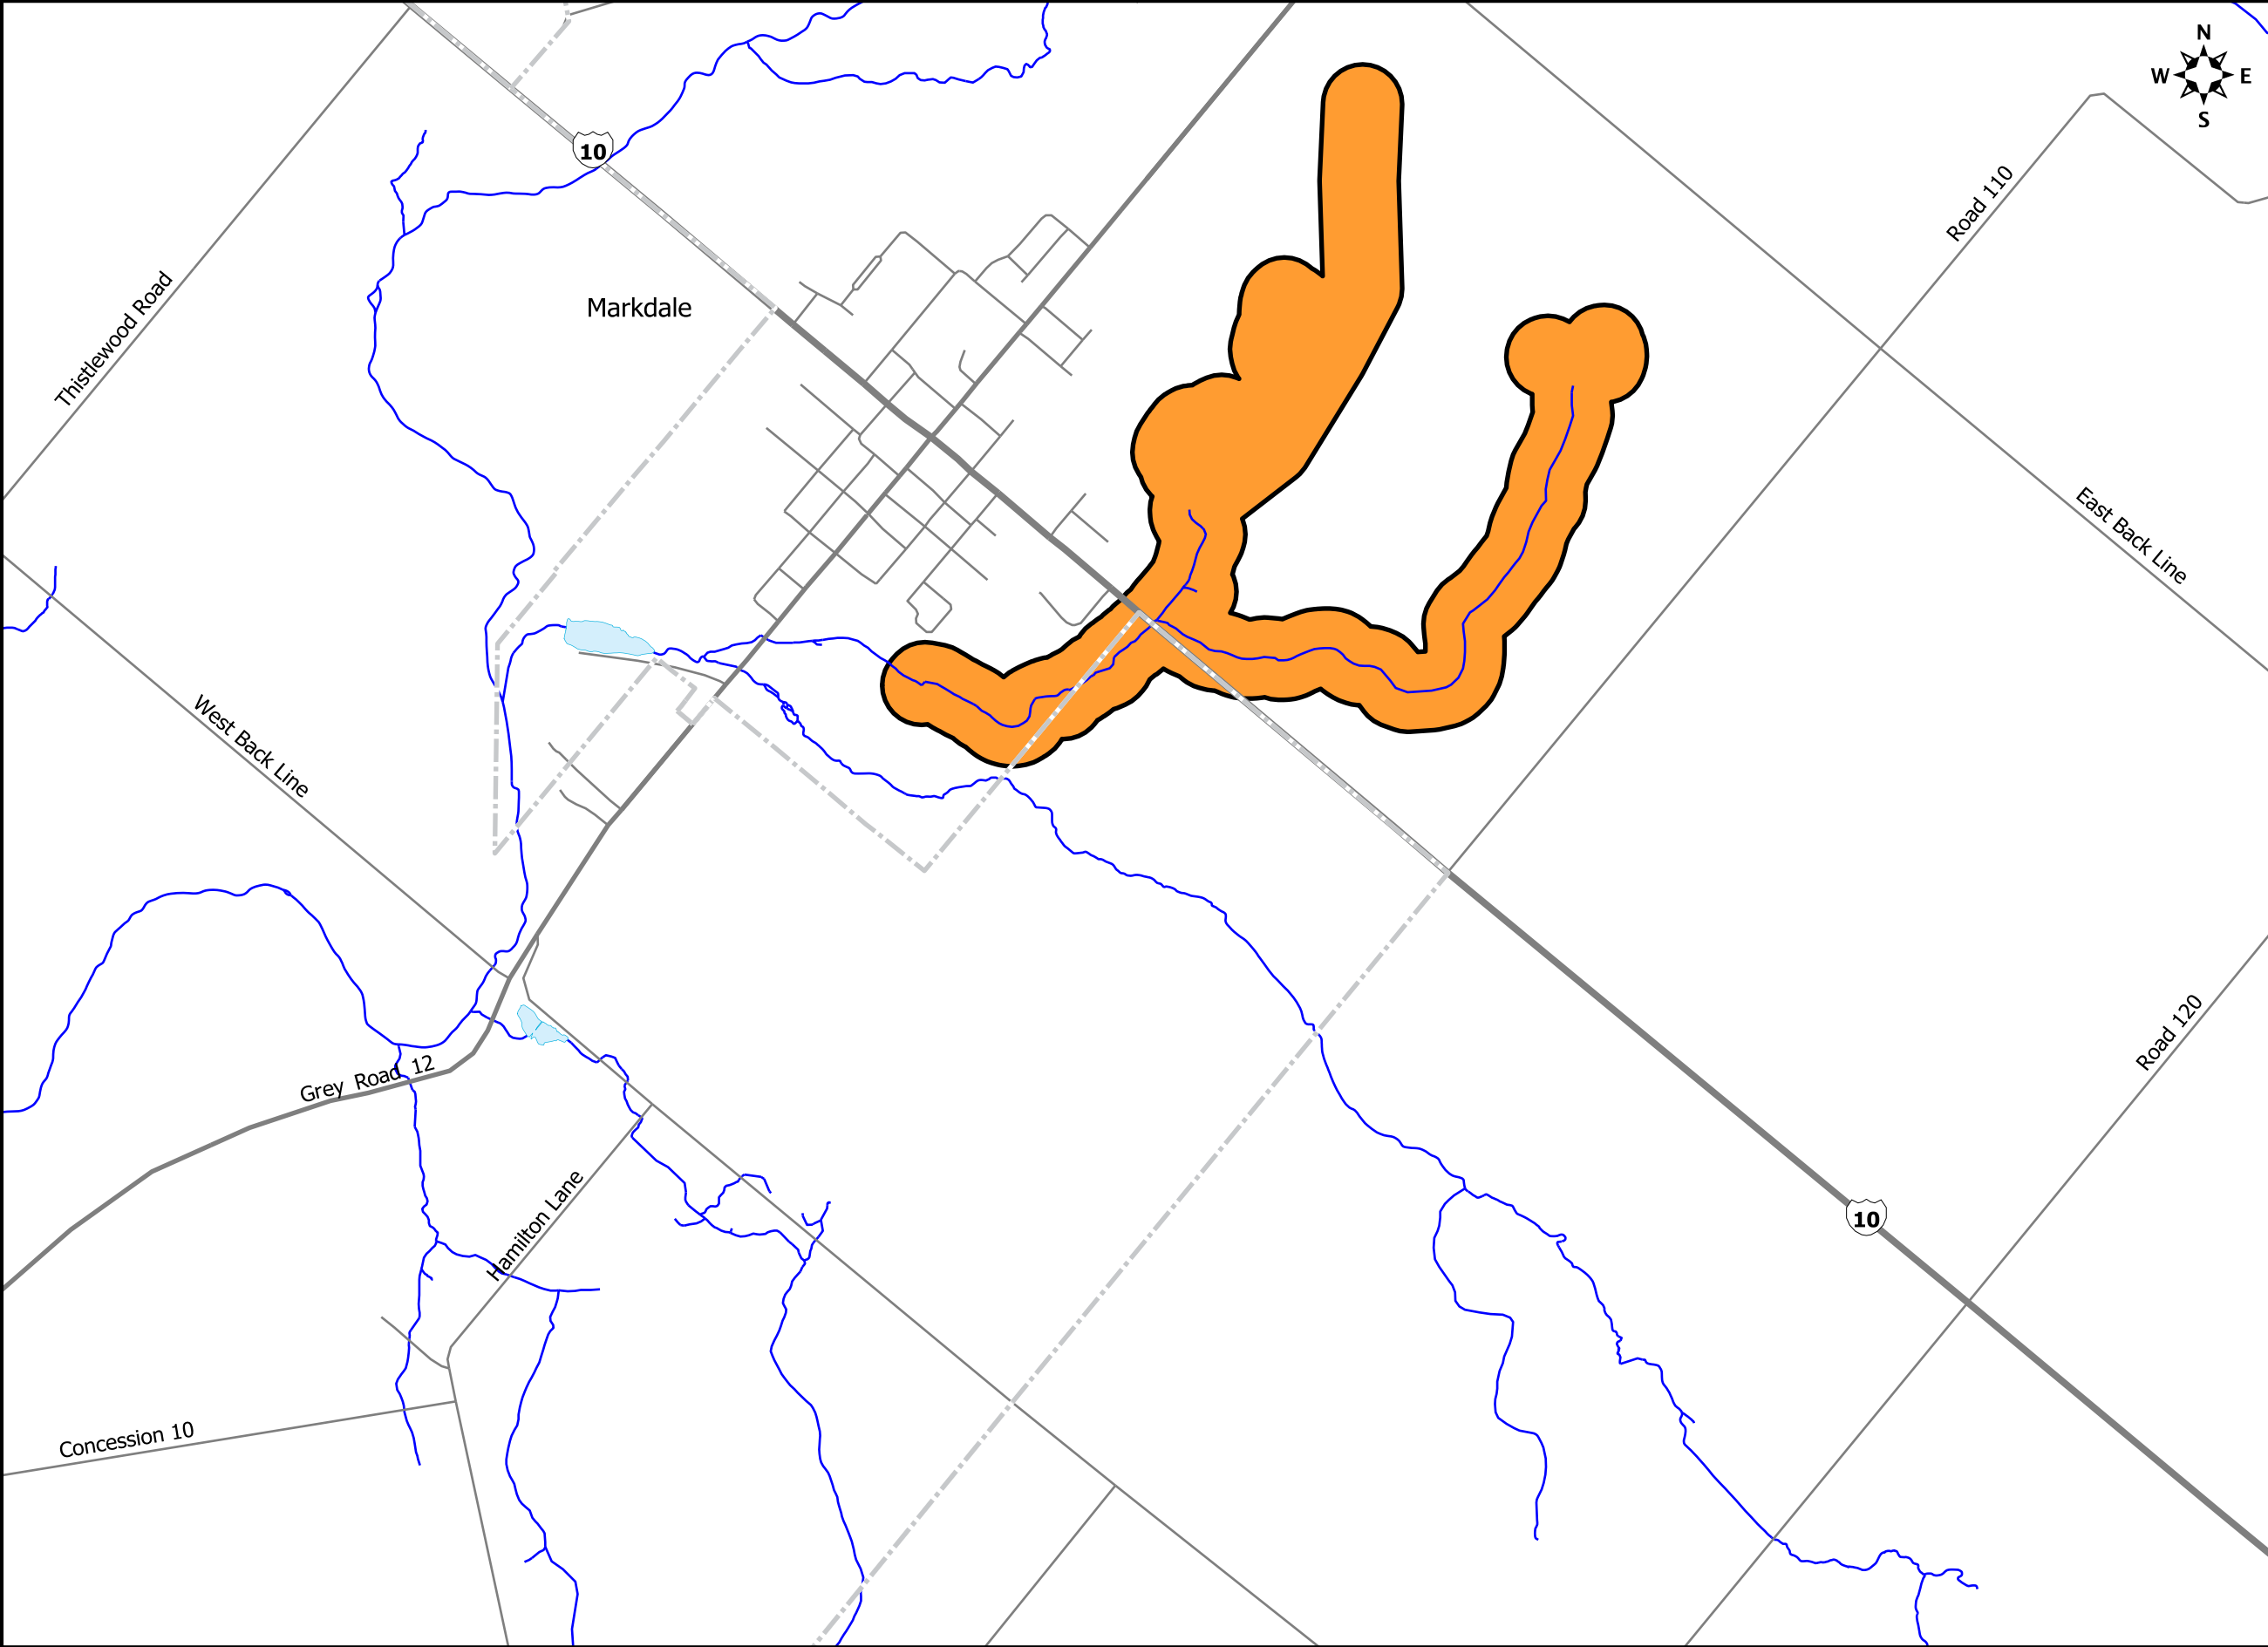 N
W E
S
10
Road 110
Thistlewood Road
Markdale
East Back Line
West Back Line
Road 120
Grey Road 12
Hamilton Lane
10
Concession 10